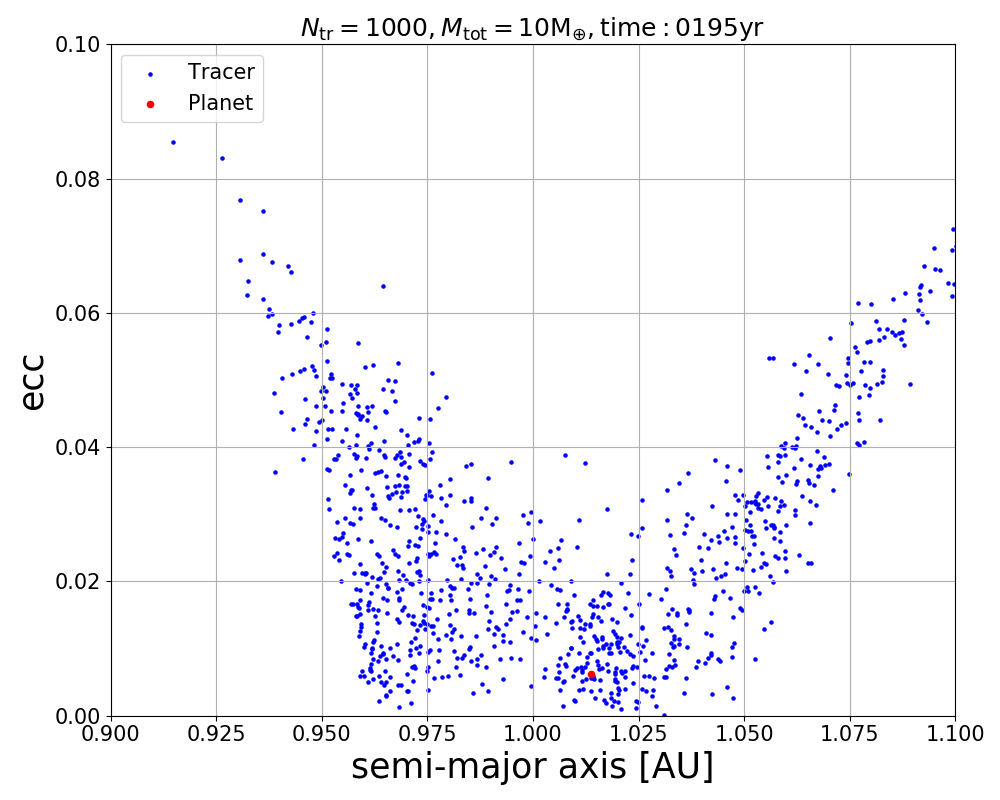 N_tr = 1000, M_tot = 10M_⊕, time : 0195yr
Tracer
Planet
ecc
0.10
0.08
0.06
0.04
0.02
0.00
0.900 0.925 0.950 0.975 1.000 1.025 1.050 1.075 1.100
semi-major axis [AU]